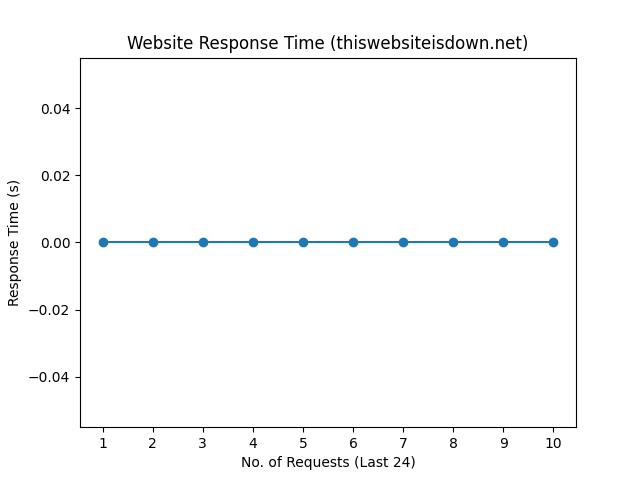 Website Response Time (thiswebsiteisdown.net)
0.04
0.02
0.00
−0.02
−0.04
Response Time (s)
1 2 3 4 5 6 7 8 9 10
No. of Requests (Last 24)